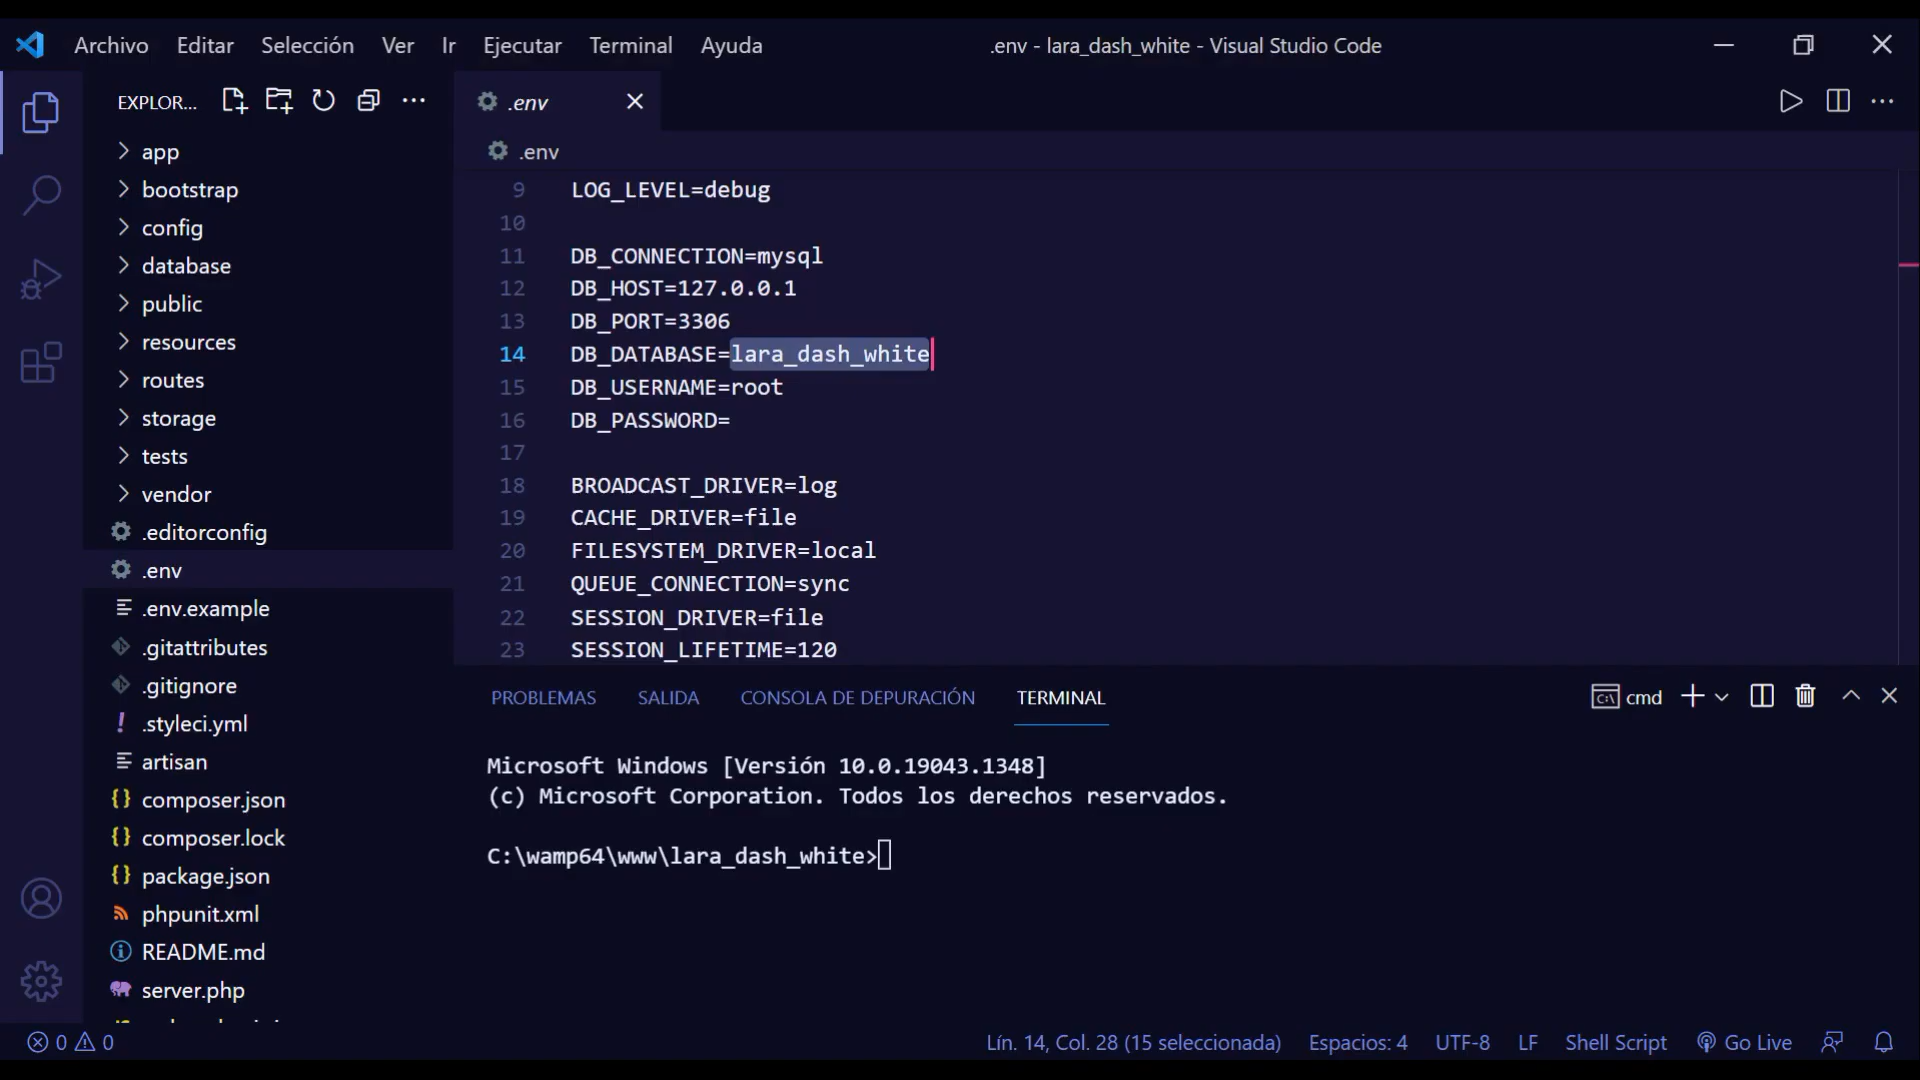 Archivo Editar Selección Ver Ir Ejecutar Terminal Ayuda
.env - lara_dash_white - Visual Studio Code
EXPLOR...
app
bootstrap
config
database
public
resources
routes
storage
tests
vendor
.editorconfig
.env
.env.example
.gitattributes
.gitignore
.styleci.yml
artisan
composer.json
composer.lock
package.json
phpunit.xml
README.md
server.php
.env
.env
9 LOG_LEVEL=debug
10
11 DB_CONNECTION=mysql
12 DB_HOST=127.0.0.1
13 DB_PORT=3306
14 DB_DATABASE=lara_dash_white
15 DB_USERNAME=root
16 DB_PASSWORD=
17
18 BROADCAST_DRIVER=log
19 CACHE_DRIVER=file
20 FILESYSTEM_DRIVER=local
21 QUEUE_CONNECTION=sync
22 SESSION_DRIVER=file
23 SESSION_LIFETIME=120
PROBLEMAS SALIDA CONSOLA DE DEPURACIÓN TERMINAL
cmd
Microsoft Windows [Versión 10.0.19043.1348]
(c) Microsoft Corporation. Todos los derechos reservados.
C:\wamp64\www\lara_dash_white>
0 0
Lín. 14, Col. 28 (15 seleccionada) Espacios: 4 UTF-8 LF Shell Script Go Live